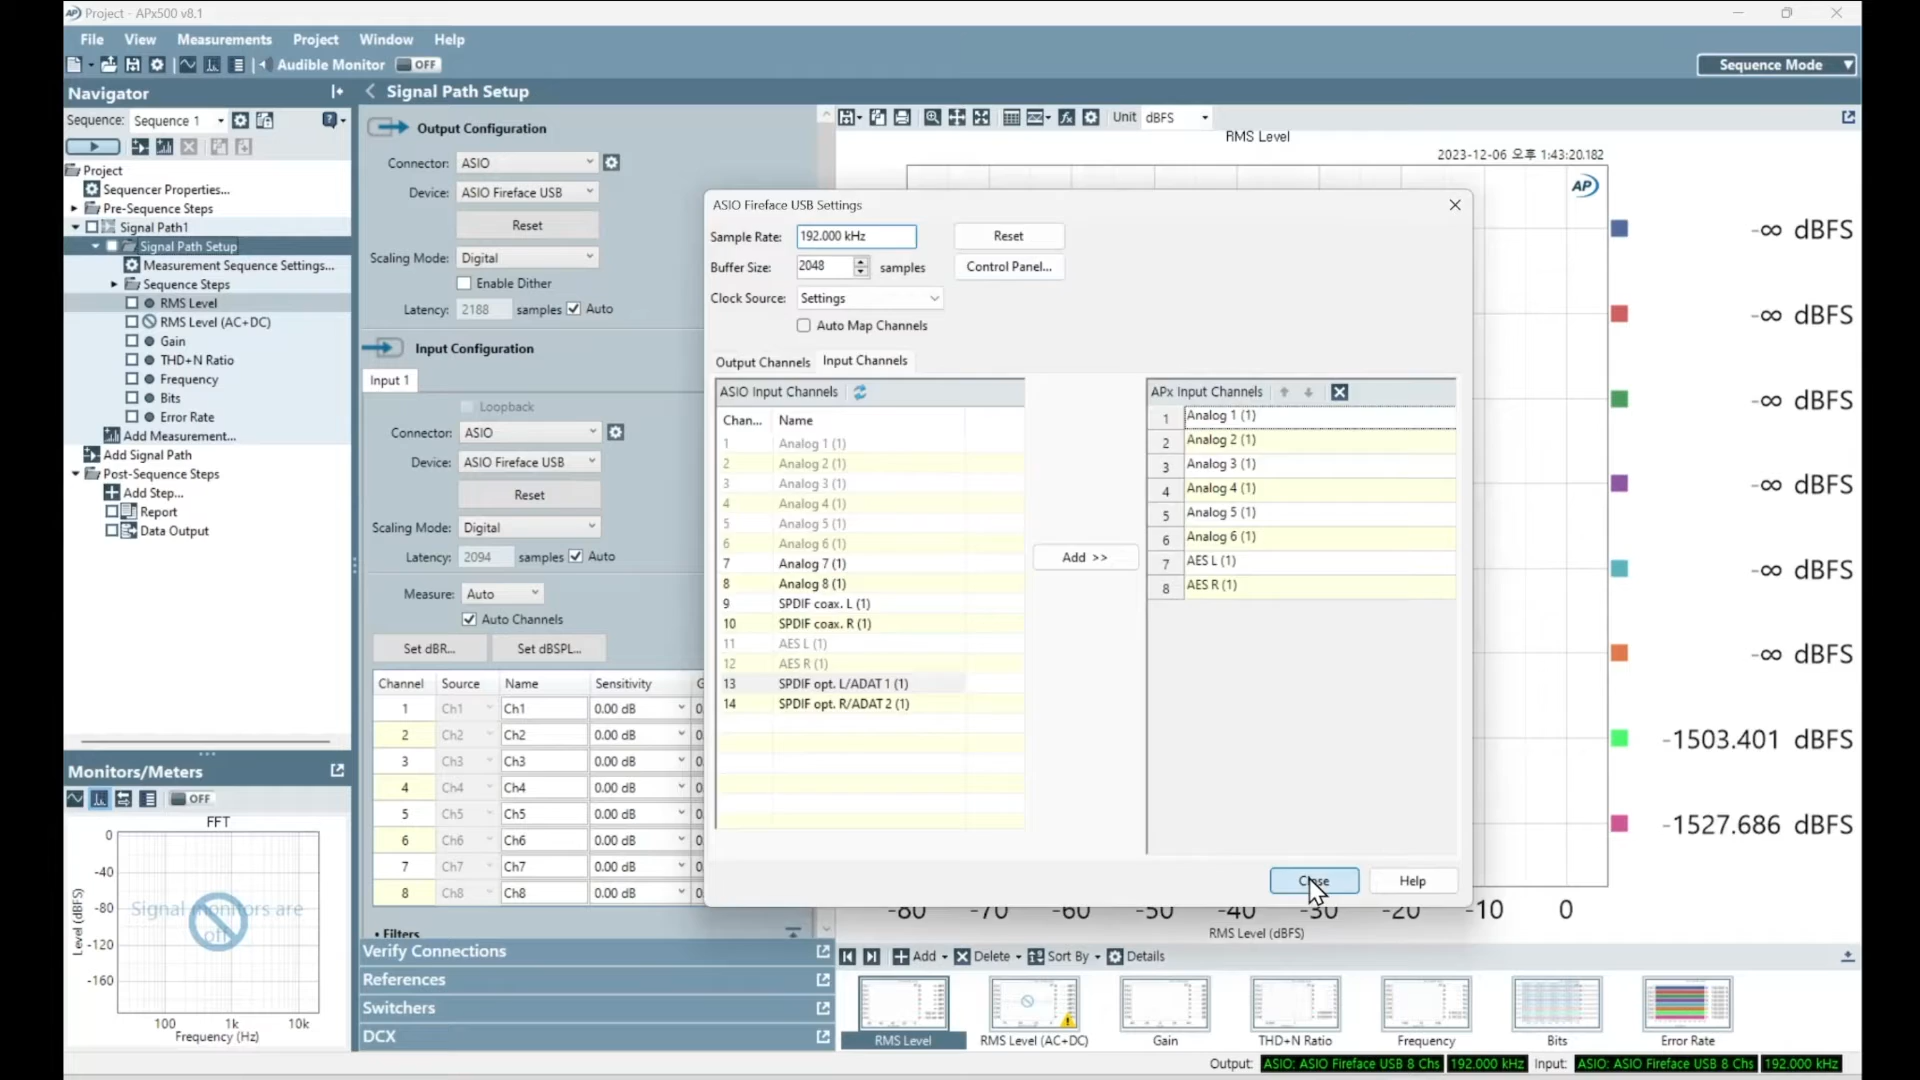 Project - APx500 v8.1
File View Measurements Project Window Help
Audible Monitor OFF
Sequence Mode
Navigator
Sequence: Sequence 1
Project
Sequencer Properties...
Pre-Sequence Steps
Signal Path1
Signal Path Setup
Measurement Sequence Settings...
Sequence Steps
RMS Level
RMS Level (AC+DC)
Gain
THD+N Ratio
Frequency
Bits
Error Rate
Add Measurement...
Add Signal Path
Post-Sequence Steps
Add Step...
Report
Data Output
Monitors/Meters
OFF
FFT
Level (dBFS)
0
-40
-80
-120
-160
Signal monitors are
off
100 1k 10k
Frequency (Hz)
Signal Path Setup
Output Configuration
Connector: ASIO
Device: ASIO Fireface USB
Reset
Scaling Mode: Digital
Enable Dither
Latency: 2188 samples Auto
Input Configuration
Input 1
Loopback
Connector: ASIO
Device: ASIO Fireface USB
Reset
Scaling Mode: Digital
Latency: 2094 samples Auto
Measure: Auto
Auto Channels
Set dBR... Set dBSPL...
Channel Source Name Sensitivity G
1 Ch1 Ch1 0.00 dB 0
2 Ch2 Ch2 0.00 dB 0
3 Ch3 Ch3 0.00 dB 0
4 Ch4 Ch4 0.00 dB 0
5 Ch5 Ch5 0.00 dB 0
6 Ch6 Ch6 0.00 dB 0
7 Ch7 Ch7 0.00 dB 0
8 Ch8 Ch8 0.00 dB 0
Filters
Verify Connections
References
Switchers
DCX
Unit dBFS
RMS Level
2023-12-06 오후 1:43:20.182
AP
-∞ dBFS
-∞ dBFS
-∞ dBFS
-∞ dBFS
-∞ dBFS
-∞ dBFS
-1503.401 dBFS
-1527.686 dBFS
-80 -70 -60 -50 -40 -30 -20 -10 0
RMS Level (dBFS)
ASIO Fireface USB Settings
Sample Rate: 192.000 kHz Reset
Buffer Size: 2048 samples Control Panel...
Clock Source: Settings
Auto Map Channels
Output Channels Input Channels
ASIO Input Channels
Chan... Name
1 Analog 1 (1)
2 Analog 2 (1)
3 Analog 3 (1)
4 Analog 4 (1)
5 Analog 5 (1)
6 Analog 6 (1)
7 Analog 7 (1)
8 Analog 8 (1)
9 SPDIF coax. L (1)
10 SPDIF coax. R (1)
11 AES L (1)
12 AES R (1)
13 SPDIF opt. L/ADAT 1 (1)
14 SPDIF opt. R/ADAT 2 (1)
Add >>
APx Input Channels
1 Analog 1 (1)
2 Analog 2 (1)
3 Analog 3 (1)
4 Analog 4 (1)
5 Analog 5 (1)
6 Analog 6 (1)
7 AES L (1)
8 AES R (1)
Close Help
Add Delete Sort By Details
RMS Level RMS Level (AC+DC) Gain THD+N Ratio Frequency Bits Error Rate
Output: ASIO: ASIO Fireface USB 8 Chs 192.000 kHz Input: ASIO: ASIO Fireface USB 8 Chs 192.000 kHz